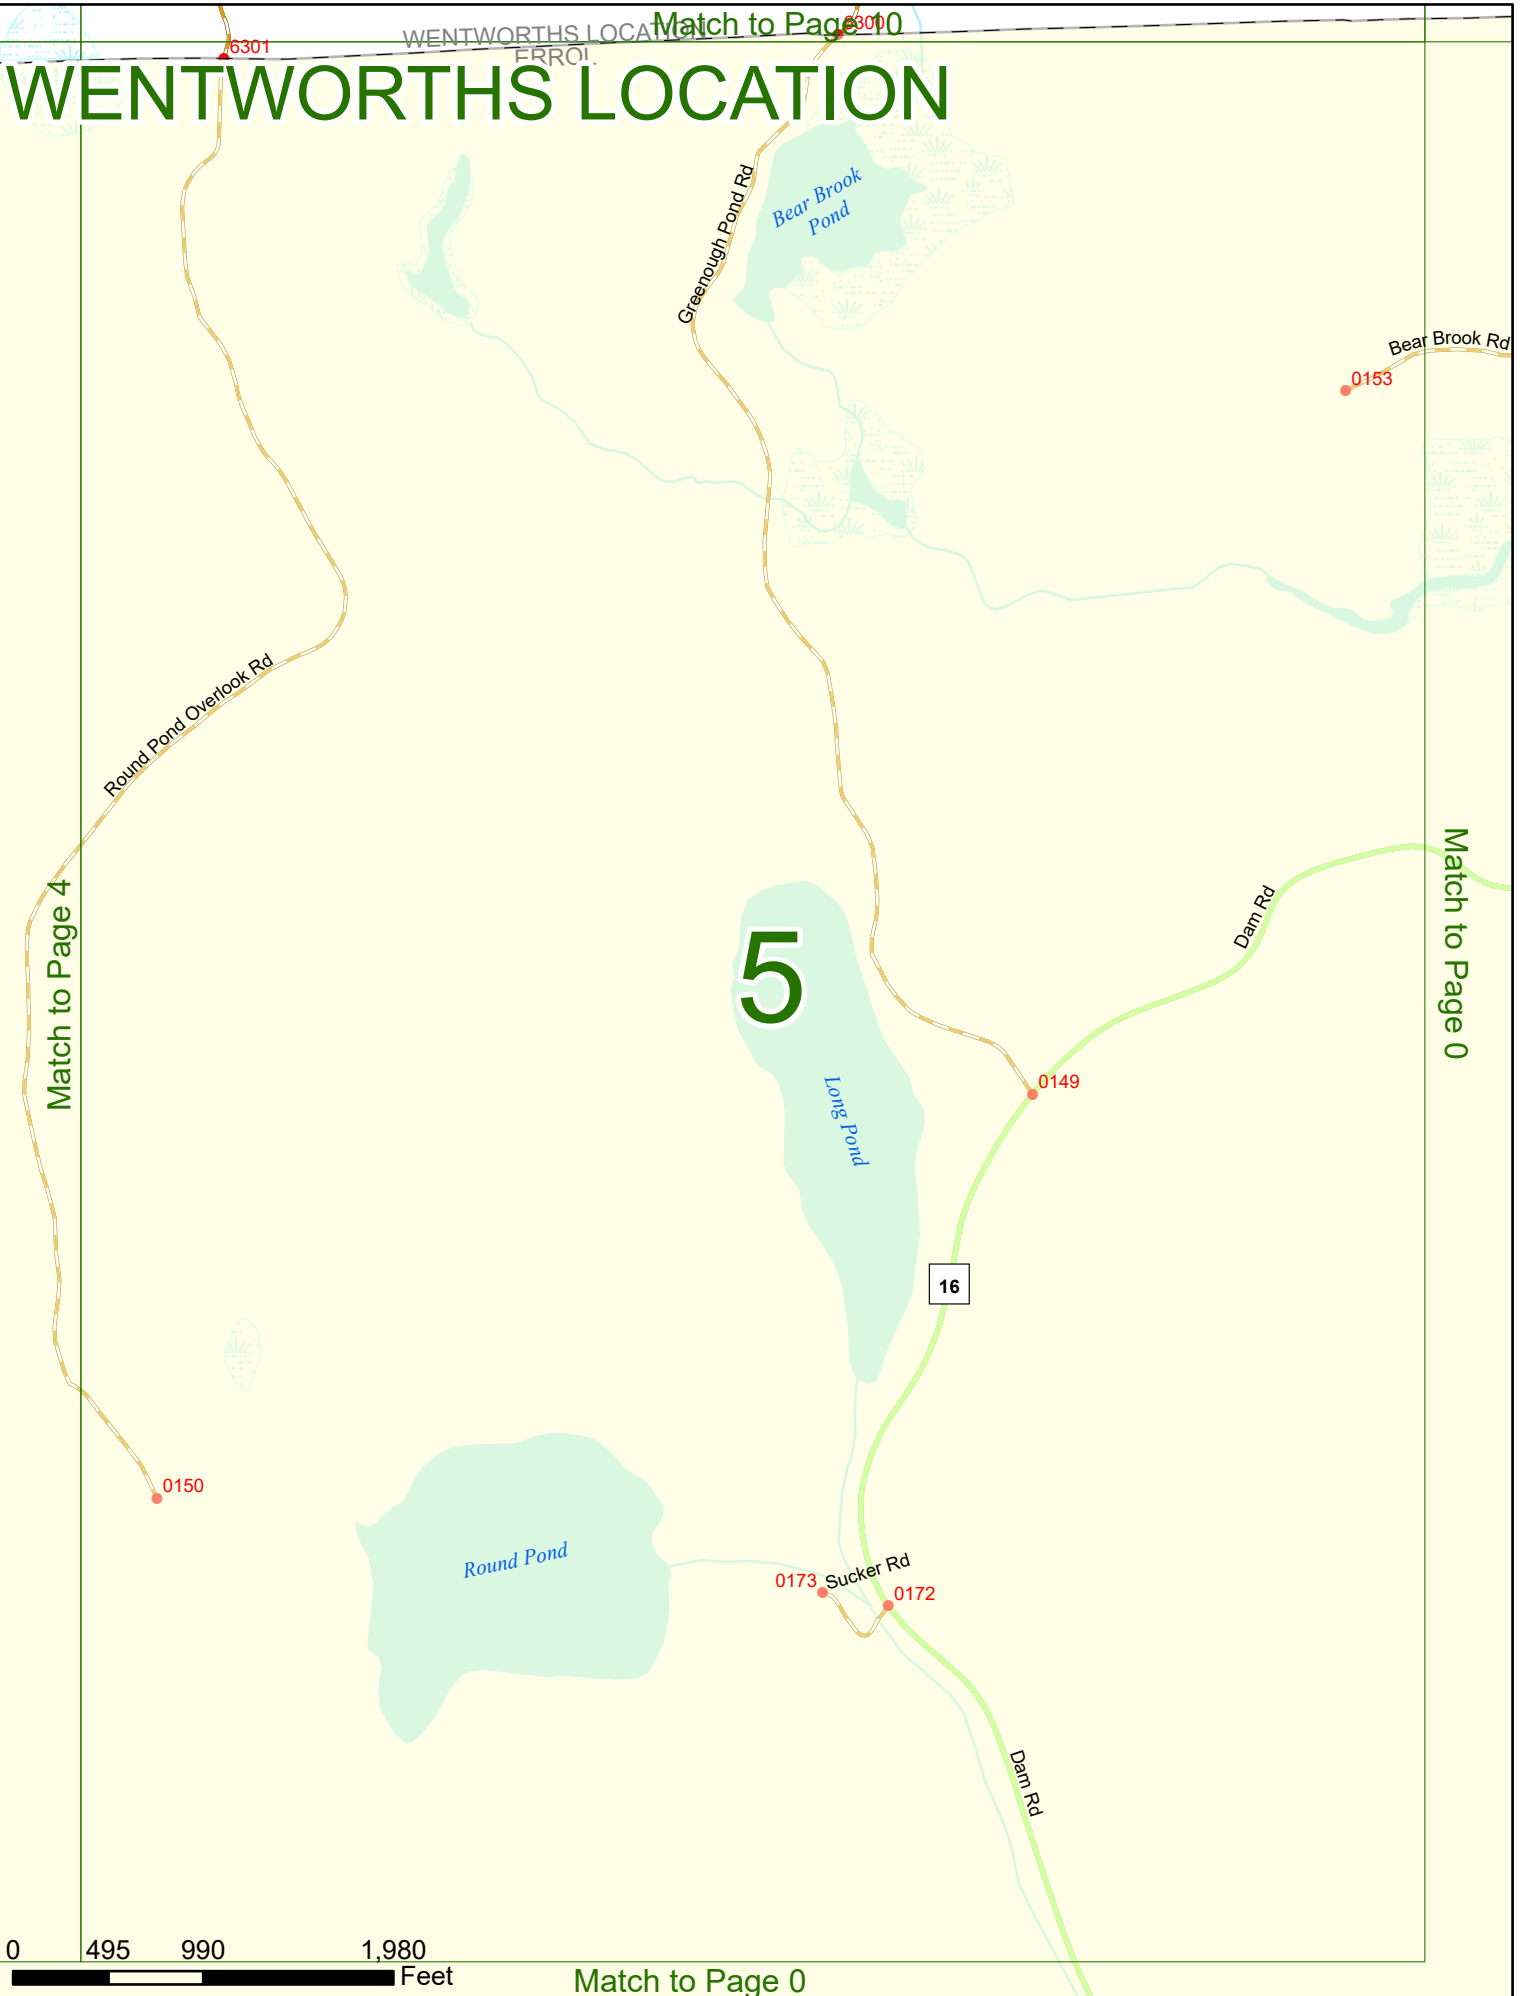 Match to Page 10
6300
WENTWORTHS LOCATION
6301
ERROL
WENTWORTHS LOCATION
Bear Brook
Pond
Greenough Pond Rd
Bear Brook Rd
0153
Round Pond Overlook Rd
Match to Page 4
5
Dam Rd
Match to Page 0
0149
Long Pond
16
0150
Round Pond
0173
Sucker Rd
0172
Dam Rd
0 495 990 1,980
Feet
Match to Page 0